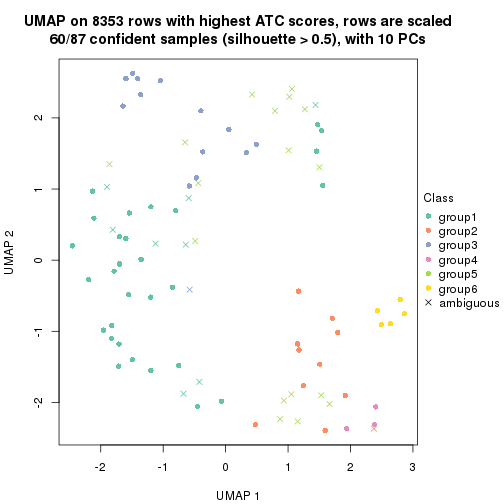 UMAP on 8353 rows with highest ATC scores, rows are scaled
60/87 confident samples (silhouette > 0.5), with 10 PCs
UMAP 2
2
1
0
-1
-2
-2
-1
0
1
2
3
UMAP 1
Class
group1
group2
group3
group4
group5
group6
ambiguous